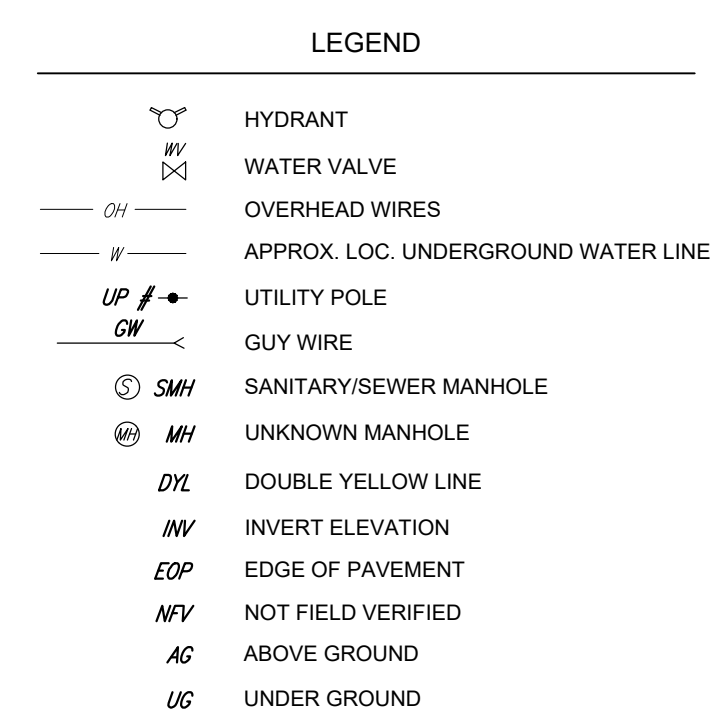 LEGEND
HYDRANT
WV WATER VALVE
OH OVERHEAD WIRES
W APPROX. LOC. UNDERGROUND WATER LINE
UP # UTILITY POLE
GW GUY WIRE
S SMH SANITARY/SEWER MANHOLE
MH MH UNKNOWN MANHOLE
DYL DOUBLE YELLOW LINE
INV INVERT ELEVATION
EOP EDGE OF PAVEMENT
NFV NOT FIELD VERIFIED
AG ABOVE GROUND
UG UNDER GROUND